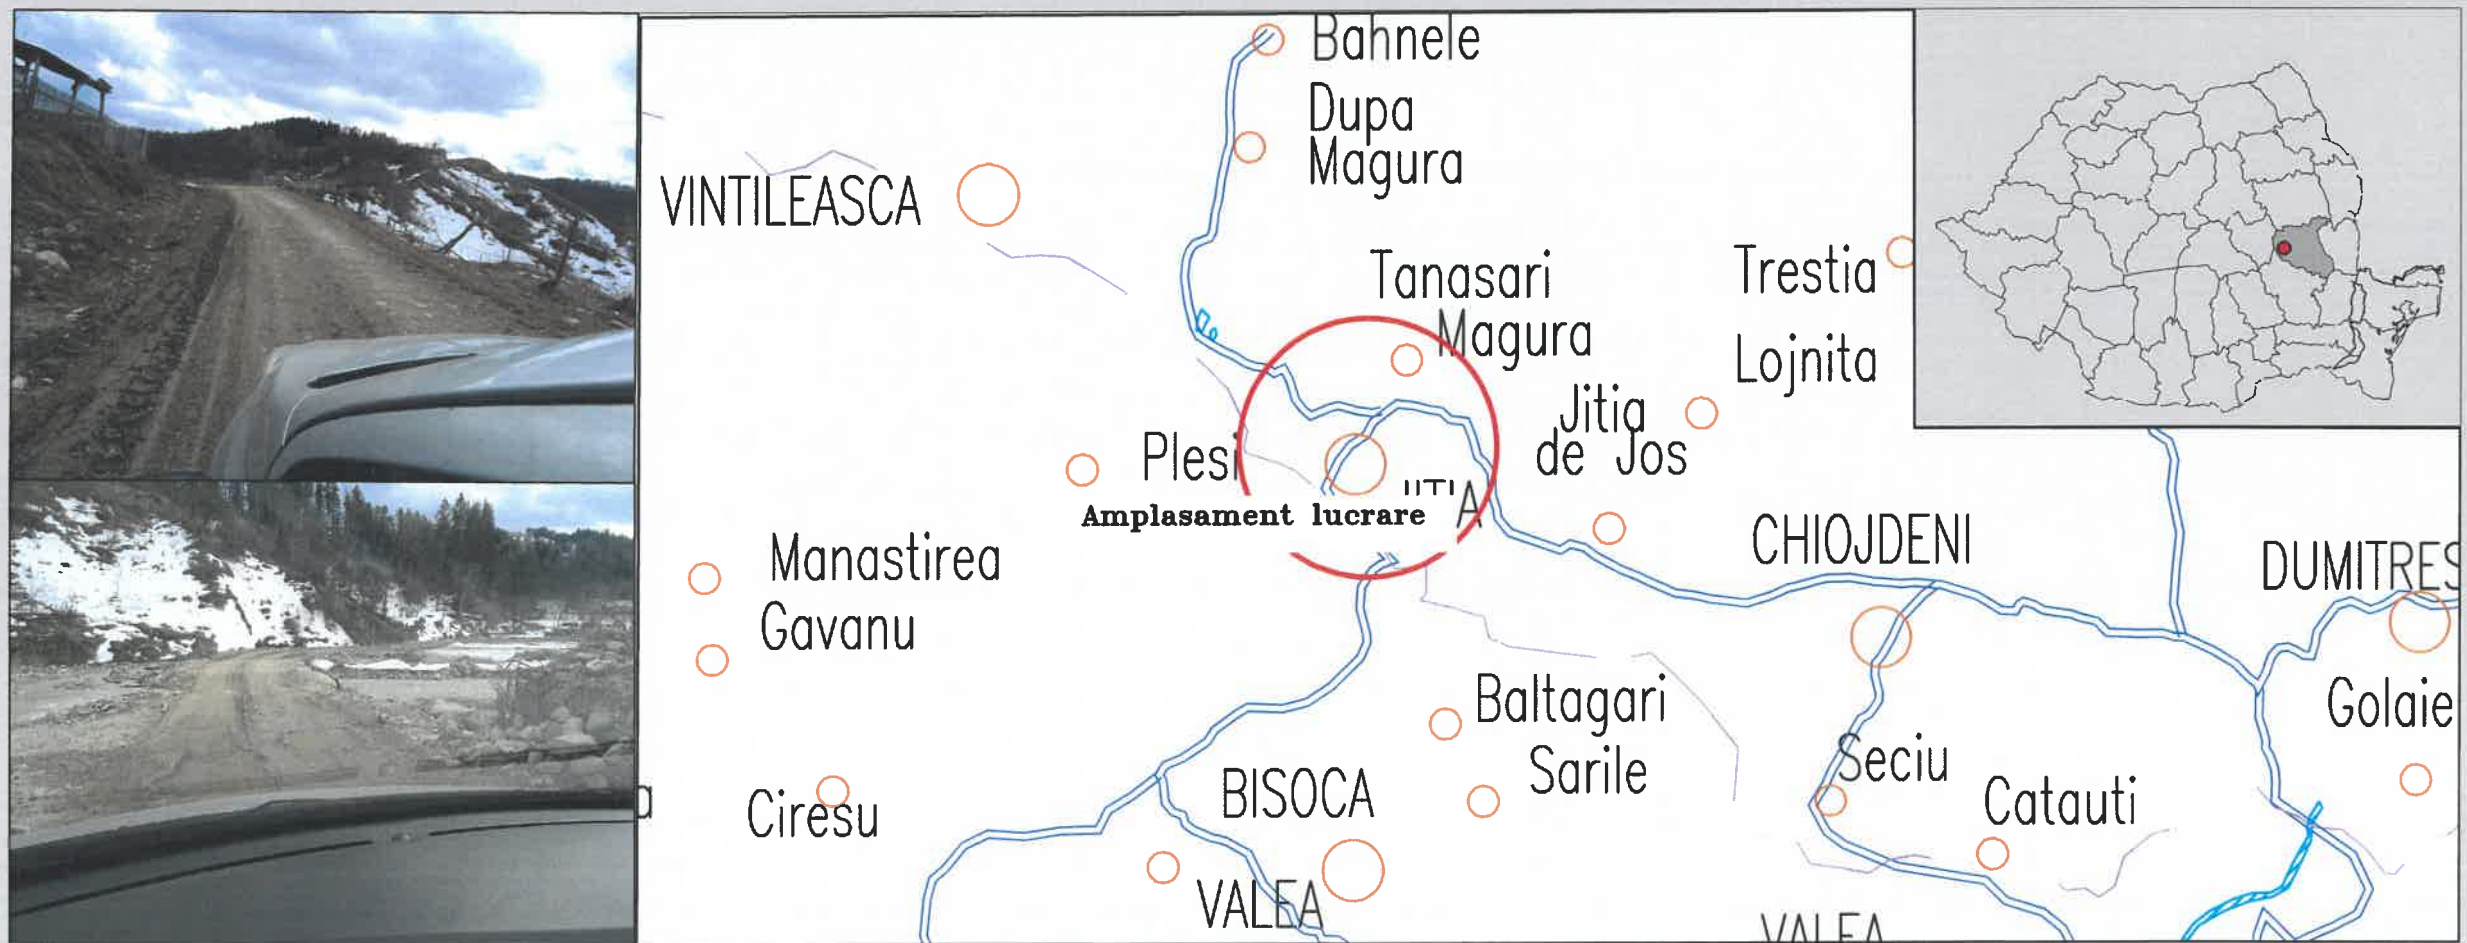 Bahnele
Dupa
Magura
VINTILEASCA
Tanasari
Magura
Trestia
Lojnita
Jitia
de Jos
Plesi
Amplasament lucrare
CHIOJDENI
Manastirea
Gavanu
DUMITRES
Baltagari
Sarile
Golaie
Seciu
Ciresu
BISOCA
Catauti
VALEA
VALEA